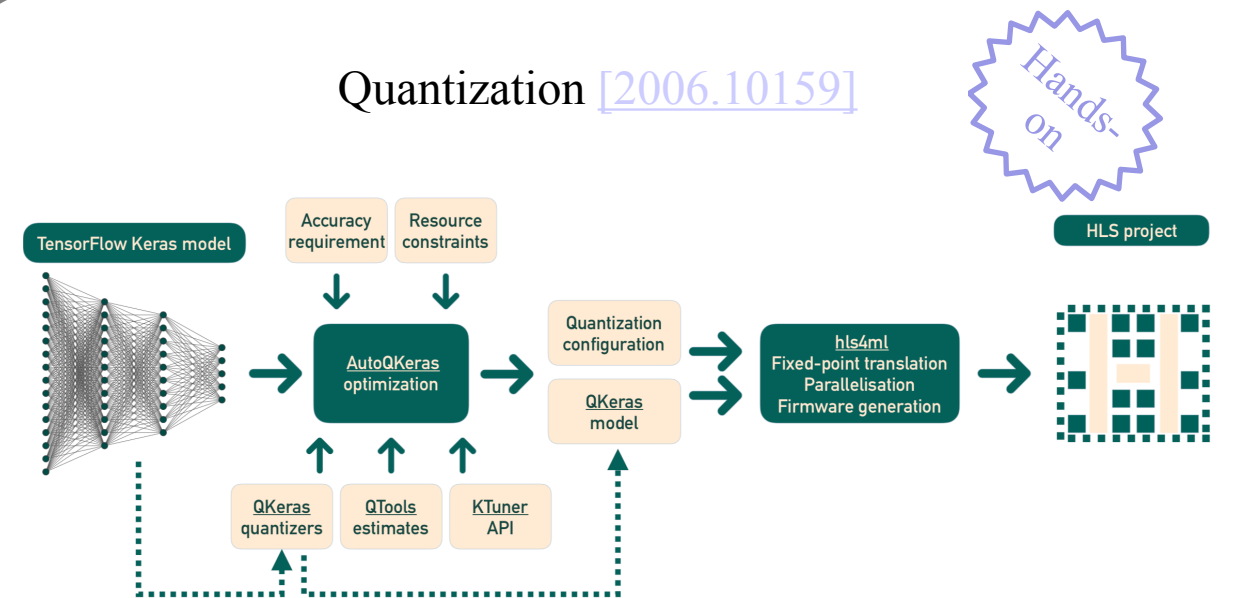 Quantization [2006.10159]
Hands-
on
TensorFlow Keras model
Accuracy
requirement
Resource
constraints
HLS project
AutoQKeras
optimization
Quantization
configuration
QKeras
model
hls4ml
Fixed-point translation
Parallelisation
Firmware generation
QKeras
quantizers
QTools
estimates
KTuner
API